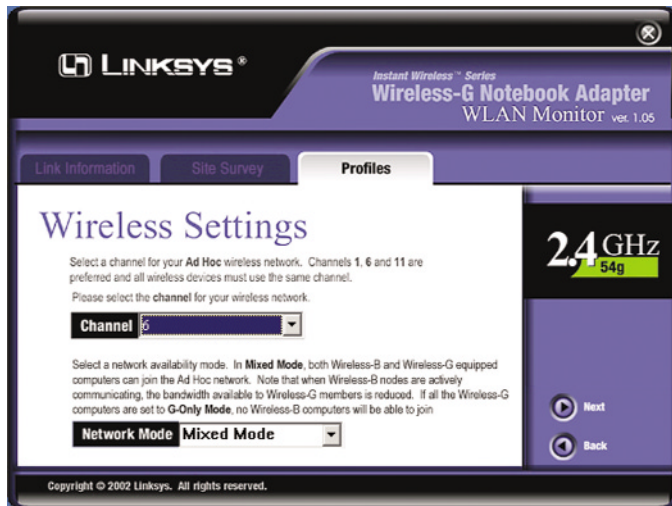 LINKSYS®
Instant Wireless™ Series
Wireless-G Notebook Adapter
WLAN Monitor ver. 1.05
Link Information
Site Survey
Profiles
Wireless Settings
Select a channel for your Ad Hoc wireless network. Channels 1, 6 and 11 are
preferred and all wireless devices must use the same channel.
Please select the channel for your wireless network.
Channel 6
Select a network availability mode. In Mixed Mode, both Wireless-B and Wireless-G equipped
computers can join the Ad Hoc network. Note that when Wireless-B nodes are actively
communicating, the bandwidth available to Wireless-G members is reduced. If all the Wireless-G
computers are set to G-Only Mode, no Wireless-B computers will be able to join
Network Mode Mixed Mode
2.4 GHz
54g
Next
Back
Copyright © 2002 Linksys. All rights reserved.